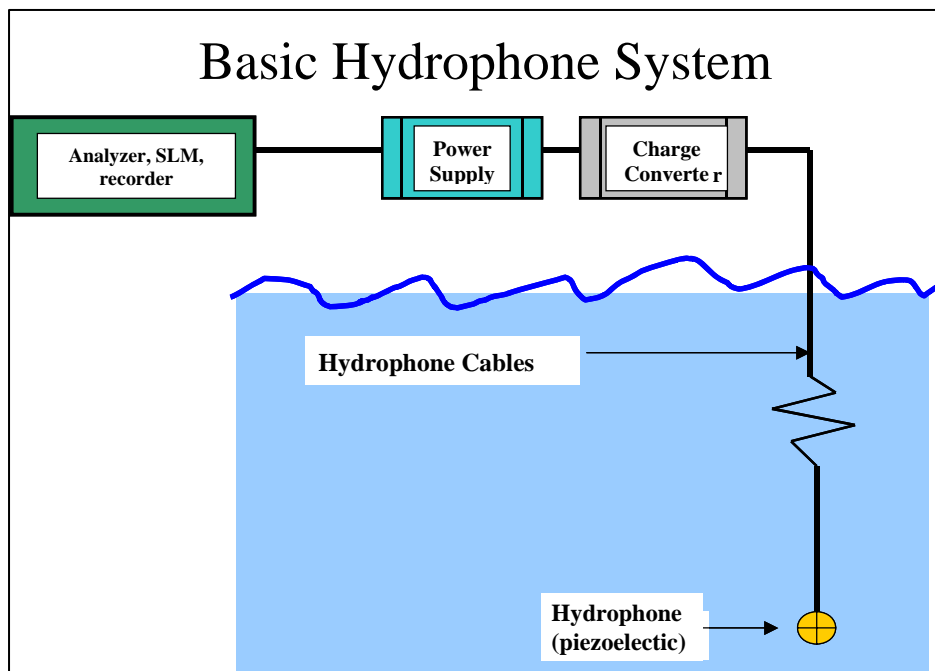 Basic Hydrophone System
Analyzer, SLM,
recorder
Power
Supply
Charge
Converte r
Hydrophone Cables
Hydrophone
(piezoelectic)